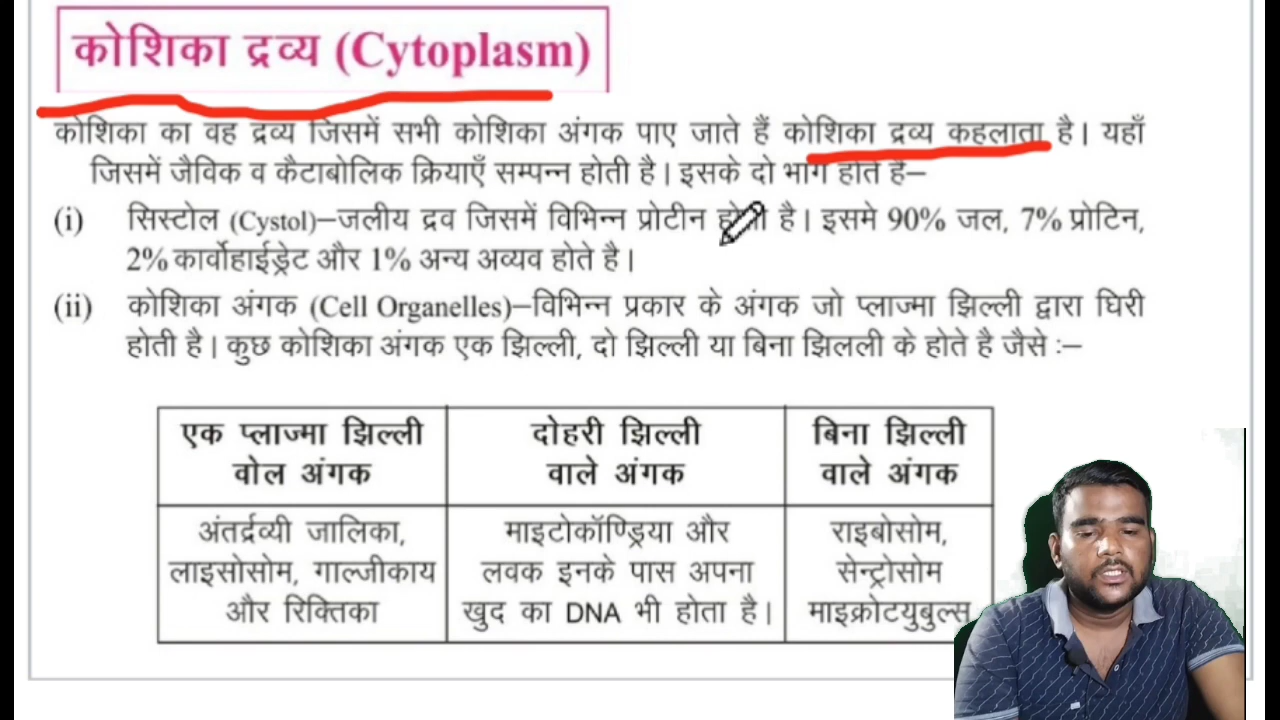 कोशिका द्रव्य (Cytoplasm)
कोशिका का वह द्रव्य जिसमें सभी कोशिका अंगक पाए जाते हैं कोशिका द्रव्य कहलाता है। यहाँ
जिसमें जैविक व कैटाबोलिक क्रियाएँ सम्पन्न होती है। इसके दो भाग होते हैं–
(i) सिस्टोल (Cystol)–जलीय द्रव जिसमें विभिन्न प्रोटीन है। इसमे 90% जल, 7% प्रोटिन,
2% कार्वोहाईड्रेट और 1% अन्य अव्यव होते है।
(ii) कोशिका अंगक (Cell Organelles)–विभिन्न प्रकार के अंगक जो प्लाज्मा झिल्ली द्वारा घिरी
होती है। कुछ कोशिका अंगक एक झिल्ली, दो झिल्ली या बिना झिलली के होते है जैसे :–
एक प्लाज्मा झिल्ली
वोल अंगक
दोहरी झिल्ली
वाले अंगक
बिना झिल्ली
वाले अंगक
अंतर्द्रव्यी जालिका,
लाइसोसोम, गाल्जीकाय
और रिक्तिका
माइटोकॉण्ड्रिया और
लवक इनके पास अपना
खुद का DNA भी होता है।
राइबोसोम,
सेन्ट्रोसोम
माइक्रोटयुबुल्स